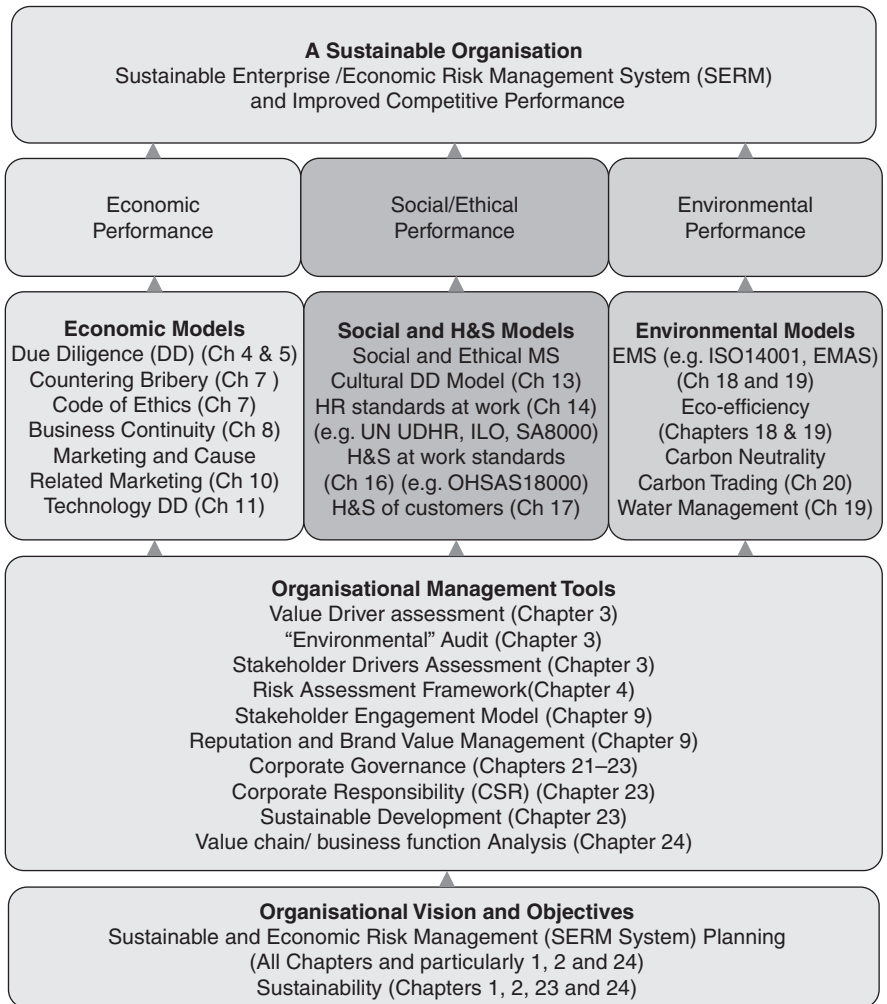 A Sustainable Organisation
Sustainable Enterprise /Economic Risk Management System (SERM)
and Improved Competitive Performance
Economic
Performance
Social/Ethical
Performance
Environmental
Performance
Economic Models
Due Diligence (DD) (Ch 4 & 5)
Countering Bribery (Ch 7 )
Code of Ethics (Ch 7)
Business Continuity (Ch 8)
Marketing and Cause
Related Marketing (Ch 10)
Technology DD (Ch 11)
Social and H&S Models
Social and Ethical MS
Cultural DD Model (Ch 13)
HR standards at work (Ch 14)
(e.g. UN UDHR, ILO, SA8000)
H&S at work standards
(Ch 16) (e.g. OHSAS18000)
H&S of customers (Ch 17)
Environmental Models
EMS (e.g. ISO14001, EMAS)
(Ch 18 and 19)
Eco-efficiency
(Chapters 18 & 19)
Carbon Neutrality
Carbon Trading (Ch 20)
Water Management (Ch 19)
Organisational Management Tools
Value Driver assessment (Chapter 3)
“Environmental” Audit (Chapter 3)
Stakeholder Drivers Assessment (Chapter 3)
Risk Assessment Framework(Chapter 4)
Stakeholder Engagement Model (Chapter 9)
Reputation and Brand Value Management (Chapter 9)
Corporate Governance (Chapters 21–23)
Corporate Responsibility (CSR) (Chapter 23)
Sustainable Development (Chapter 23)
Value chain/ business function Analysis (Chapter 24)
Organisational Vision and Objectives
Sustainable and Economic Risk Management (SERM System) Planning
(All Chapters and particularly 1, 2 and 24)
Sustainability (Chapters 1, 2, 23 and 24)